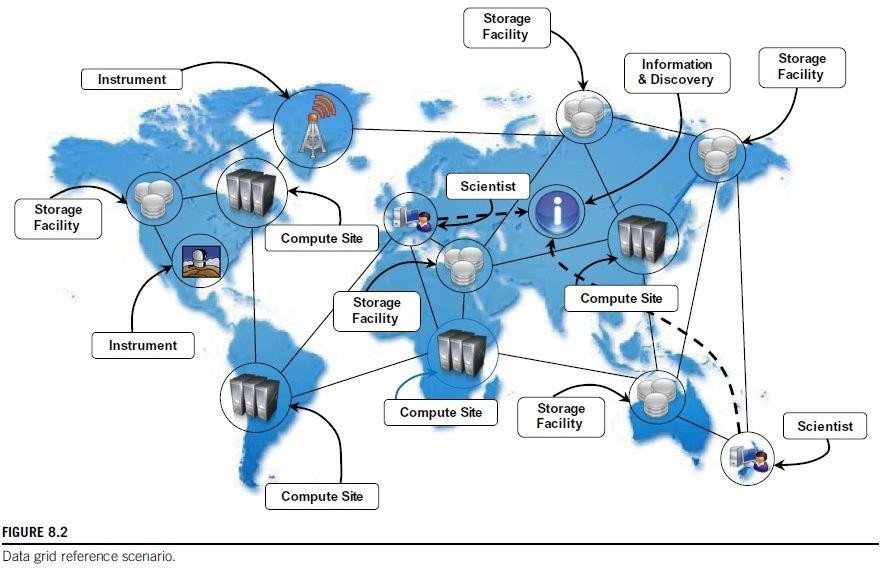 Storage
Facility
Information
& Discovery
Storage
Facility
Instrument
Scientist
Storage
Facility
Compute Site
Storage
Facility
Compute Site
Instrument
Compute Site
Storage
Facility
Scientist
Compute Site
FIGURE 8.2
Data grid reference scenario.